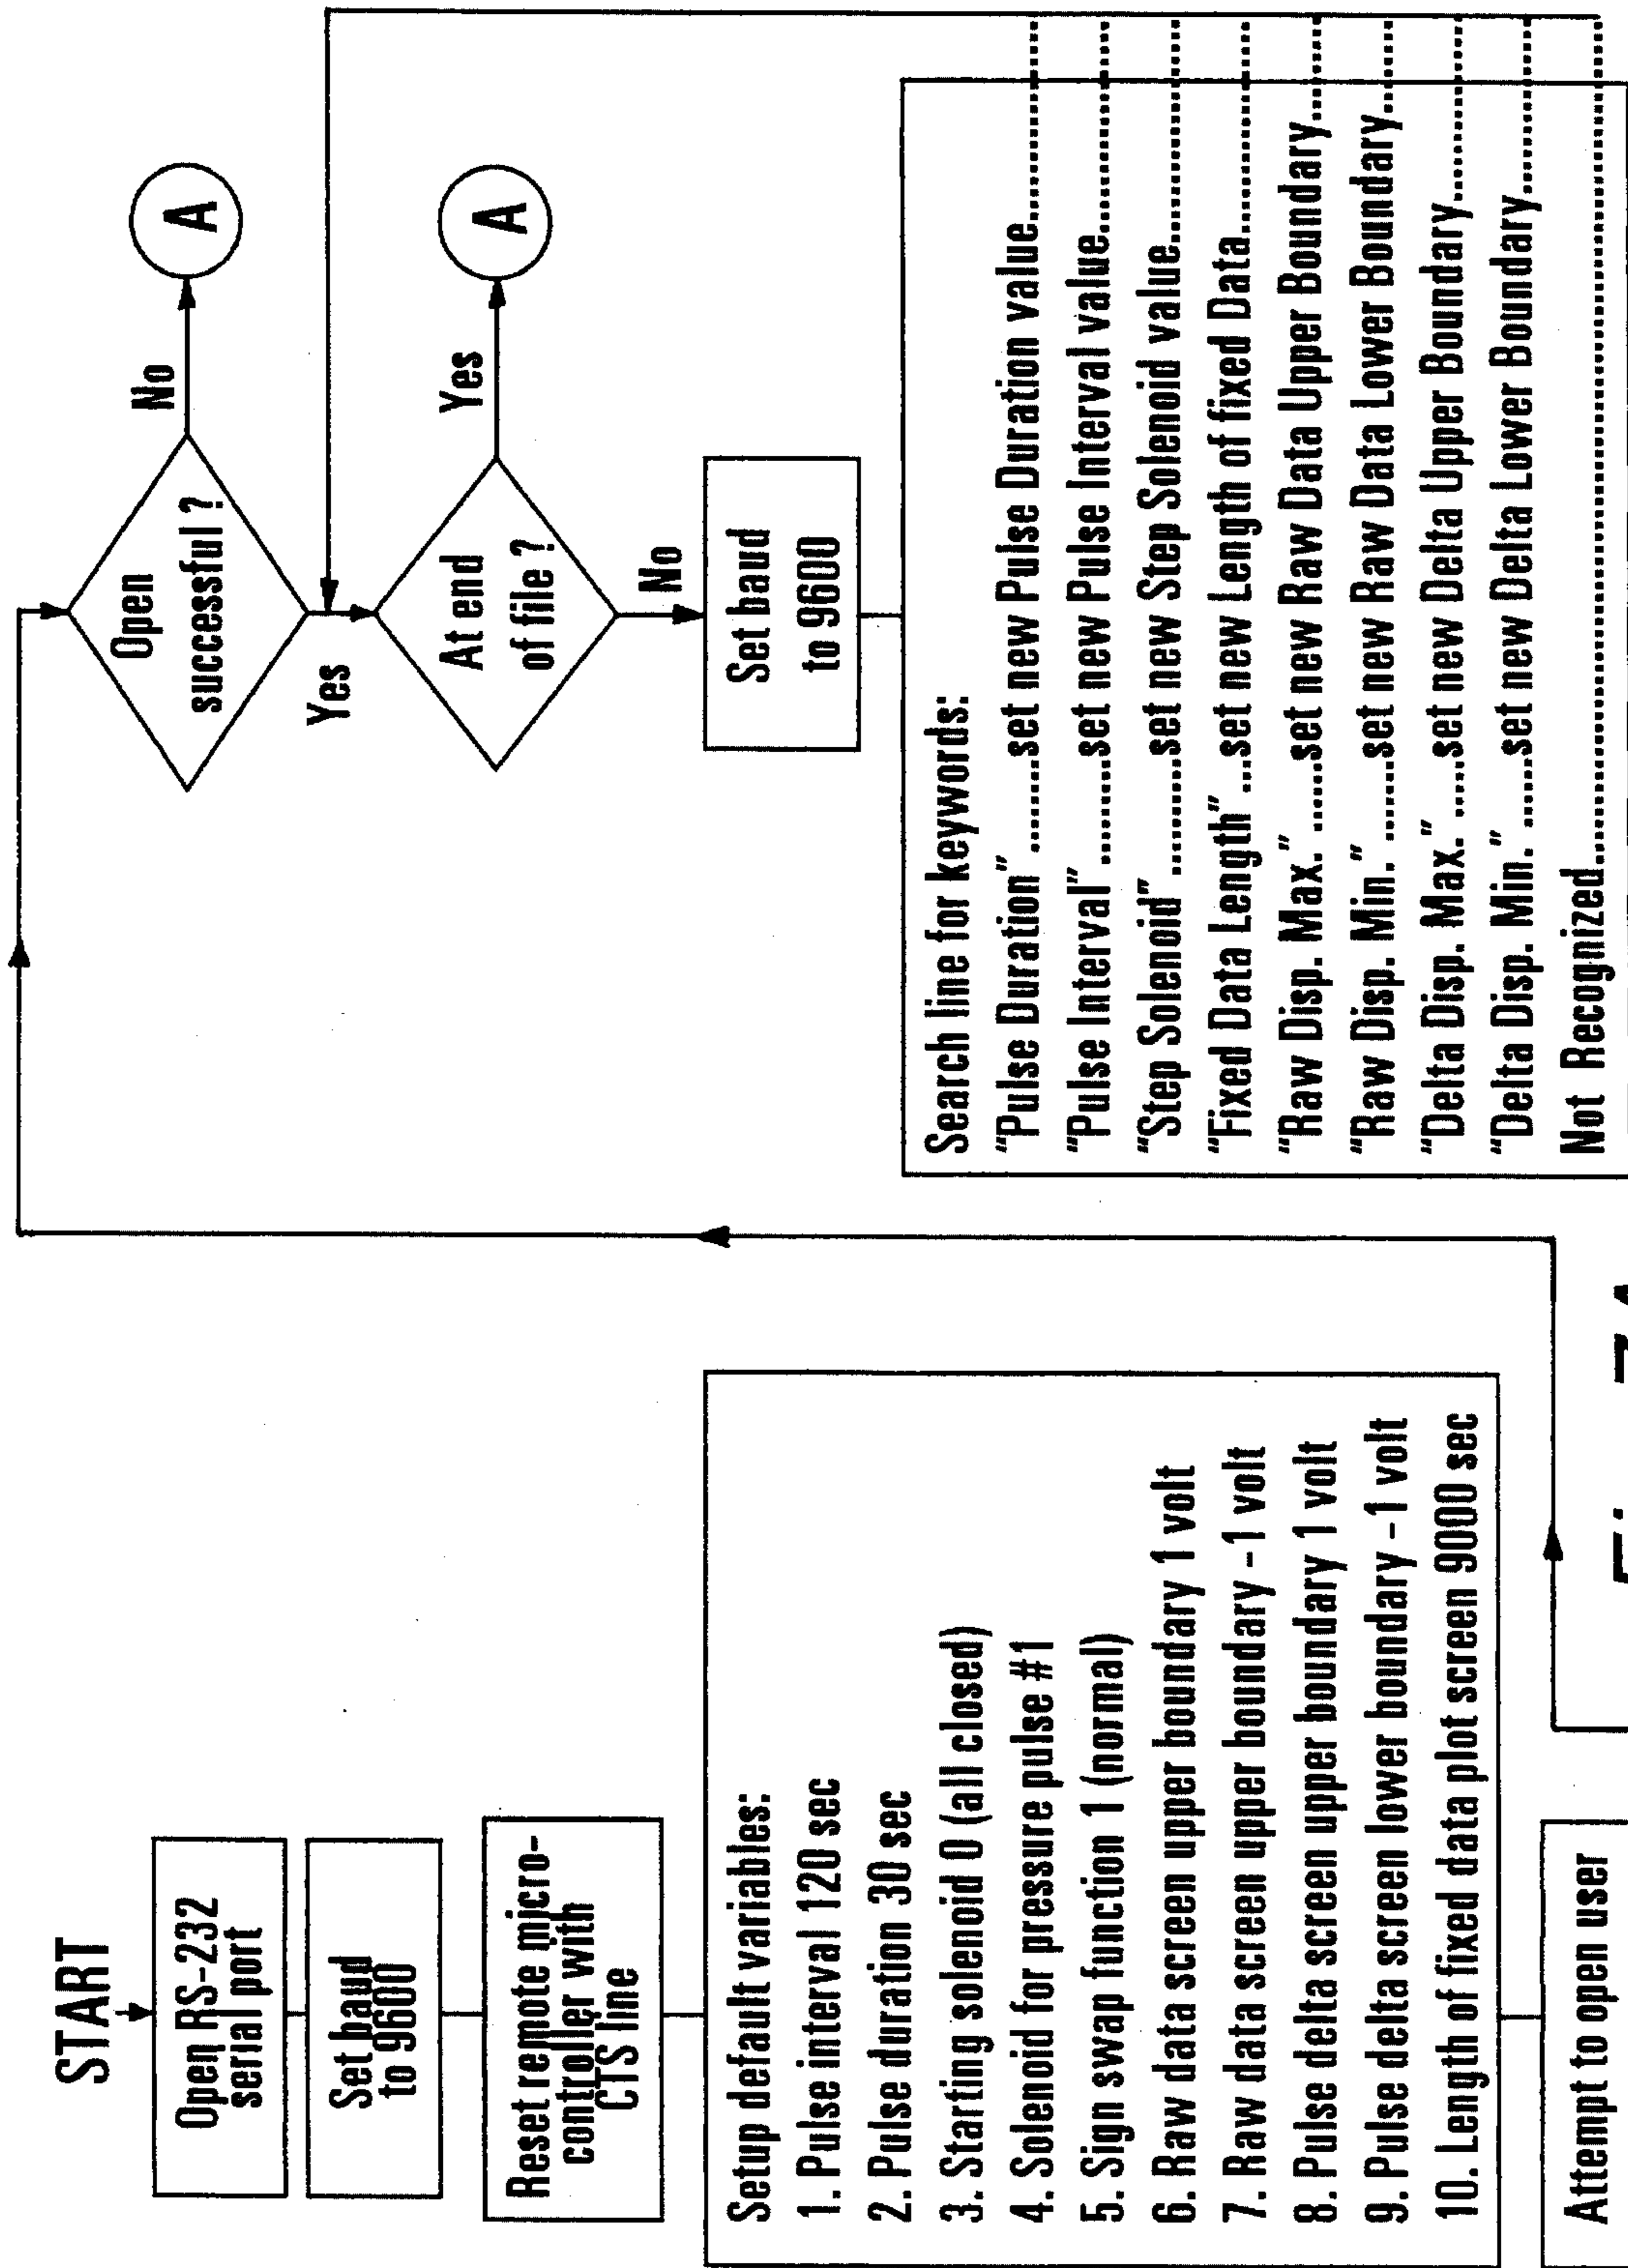 START
Open RS-232
serial port
Set baud
to 9600
Reset remote micro-
controller with
CTS line
Setup default variables:
1. Pulse interval 120 sec
2. Pulse duration 30 sec
3. Starting solenoid 0 (all closed)
4. Solenoid for pressure pulse #1
5. Sign swap function 1 (normal)
6. Raw data screen upper boundary 1 volt
7. Raw data screen upper boundary -1 volt
8. Pulse delta screen upper boundary 1 volt
9. Pulse delta screen lower boundary -1 volt
10. Length of fixed data plot screen 9000 sec
Attempt to open user
Open
successful ?
No
A
Yes
At end
of file ?
Yes
A
No
Set baud
to 9600
Search line for keywords:
"Pulse Duration"..........set new Pulse Duration value
"Pulse Interval"...........set new Pulse Interval value
"Step Solenoid"...........set new Step Solenoid value
"Fixed Data Length"...set new Length of fixed Data
"Raw Disp. Max."......set new Raw Data Upper Boundary
"Raw Disp. Min.".......set new Raw Data Lower Boundary
"Delta Disp. Max.".....set new Delta Upper Boundary
"Delta Disp. Min."......set new Delta Lower Boundary
Not Recognized